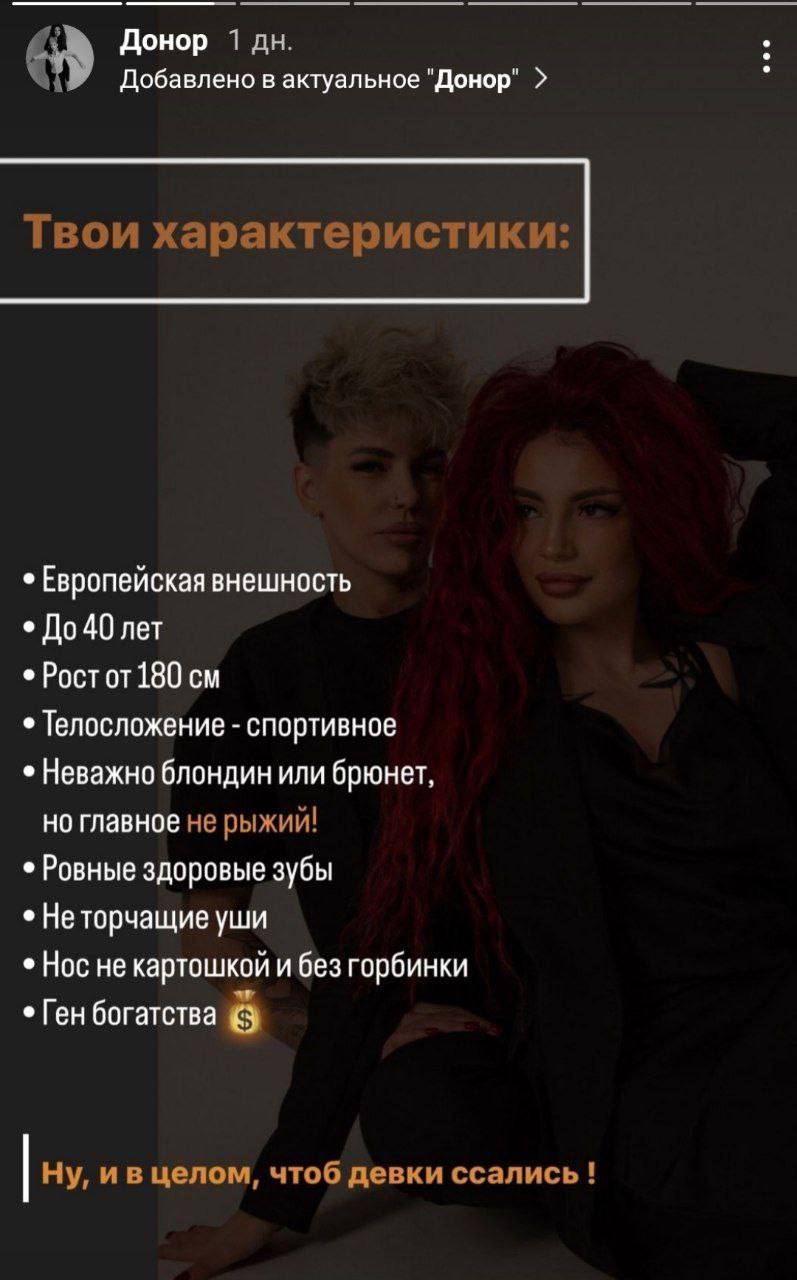 Донор 1 дн.
Добавлено в актуальное "Донор" >
Твои характеристики:
• Европейская внешность
• До 40 лет
• Рост от 180 см
• Телосложение - спортивное
• Неважно блондин или брюнет,
но главное не рыжий!
• Ровные здоровые зубы
• Не торчащие уши
• Нос не картошкой и без горбинки
• Ген богатства 💰
Ну, и в целом, чтоб девки ссались !